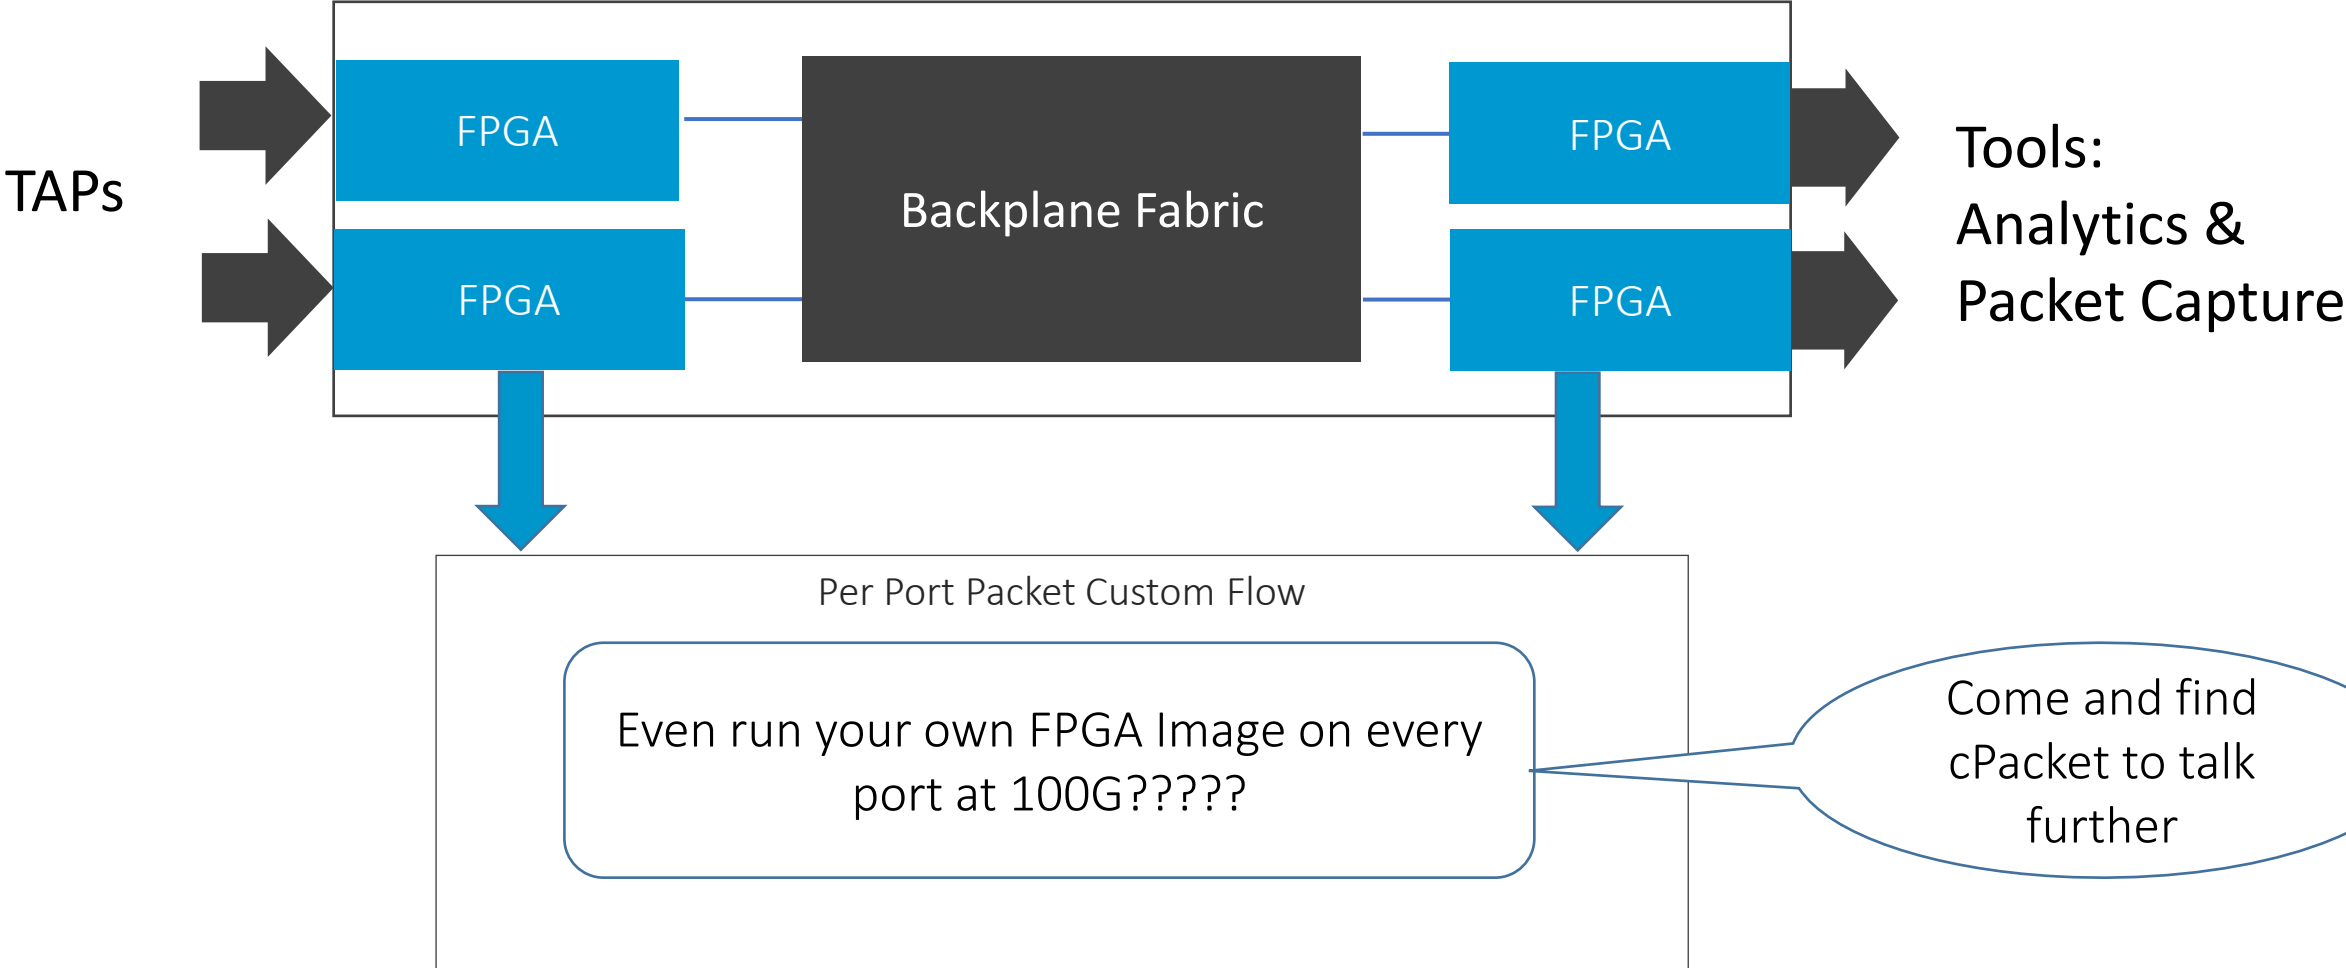 TAPs
FPGA
FPGA
Backplane Fabric
FPGA
FPGA
Tools:
Analytics &
Packet Capture
Per Port Packet Custom Flow
Even run your own FPGA Image on every
port at 100G?????
Come and find
cPacket to talk
further